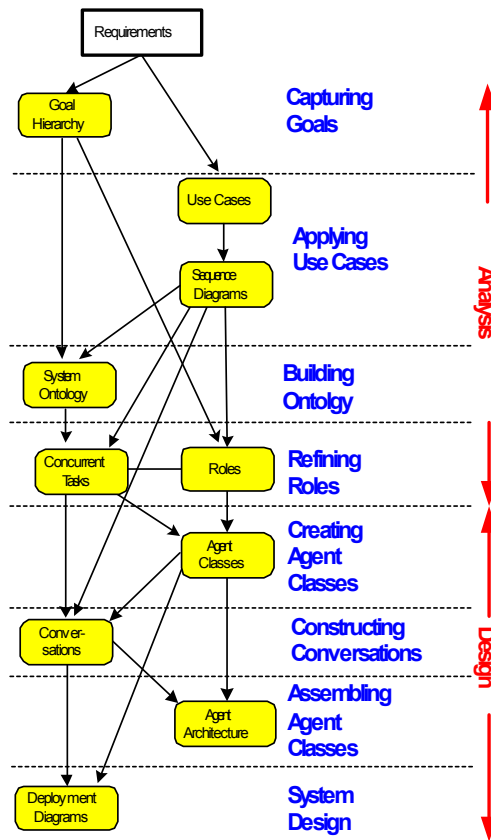 Requirements
Goal
Hierarchy
Capturing
Goals
Use Cases
Applying
Use Cases
Sequence
Diagrams
Analysis
System
Ontology
Building
Ontolgy
Concurrent
Tasks
Roles
Refining
Roles
Agent
Classes
Creating
Agent
Classes
Conver-
sations
Constructing
Conversations
Design
Agent
Architecture
Assembling
Agent
Classes
Deployment
Diagrams
System
Design